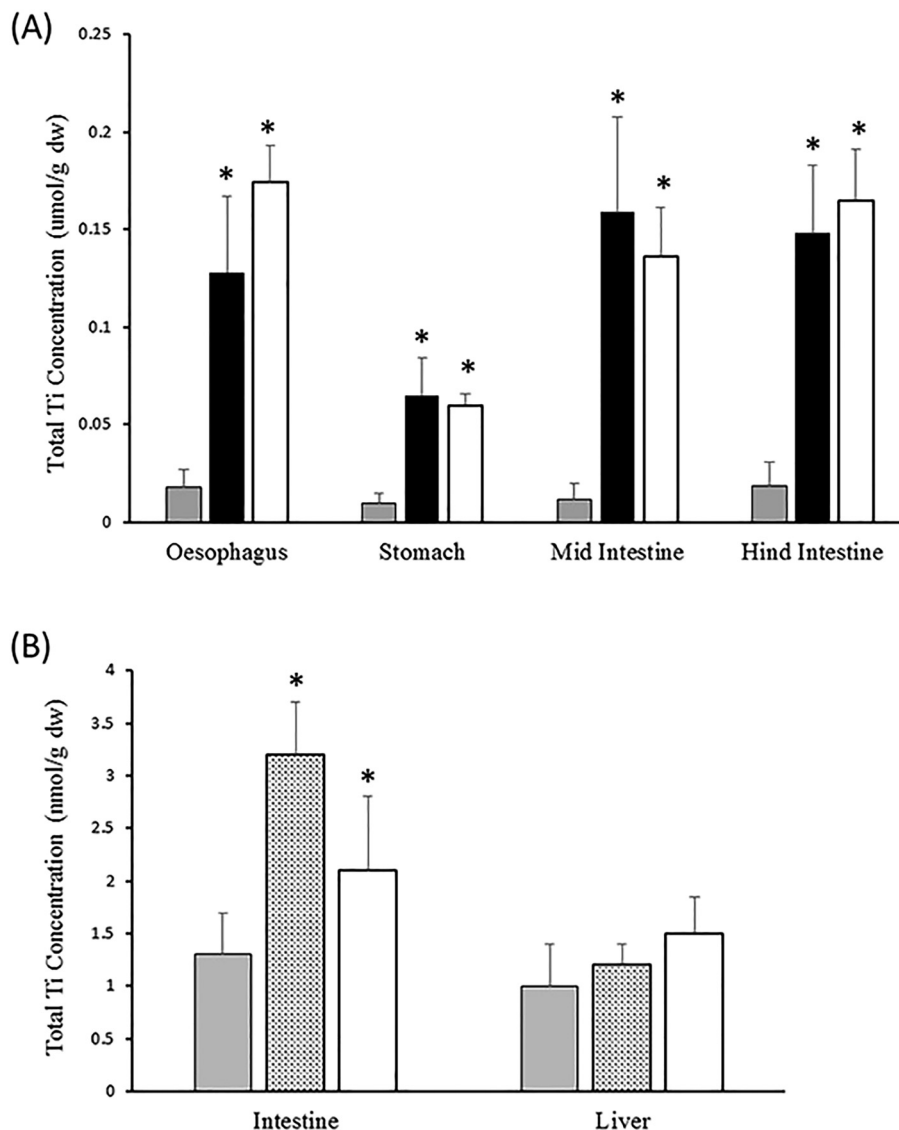 (A)
Total Ti Concentration (umol/g dw)
0.25
0.2
0.15
0.1
0.05
0
*
*
*
*
*
*
*
*
Oesophagus
Stomach
Mid Intestine
Hind Intestine
(B)
Total Ti Concentration (nmol/g dw)
4
3.5
3
2.5
2
1.5
1
0.5
0
*
*
Intestine
Liver